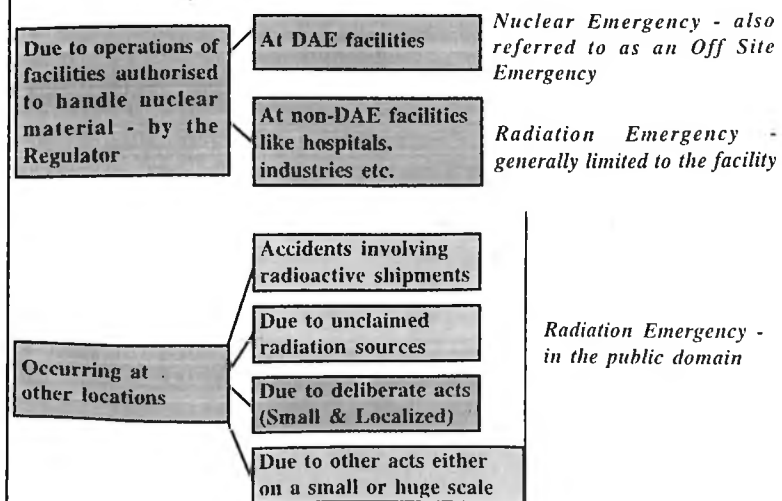 Due to operations of
facilities authorised
to handle nuclear
material - by the
Regulator
At DAE facilities
Nuclear Emergency - also
referred to as an Off Site
Emergency
At non-DAE facilities
like hospitals,
industries etc.
Radiation Emergency -
generally limited to the facility
Occurring at
other locations
Accidents involving
radioactive shipments
Due to unclaimed
radiation sources
Due to deliberate acts
(Small & Localized)
Due to other acts either
on a small or huge scale
Radiation Emergency -
in the public domain